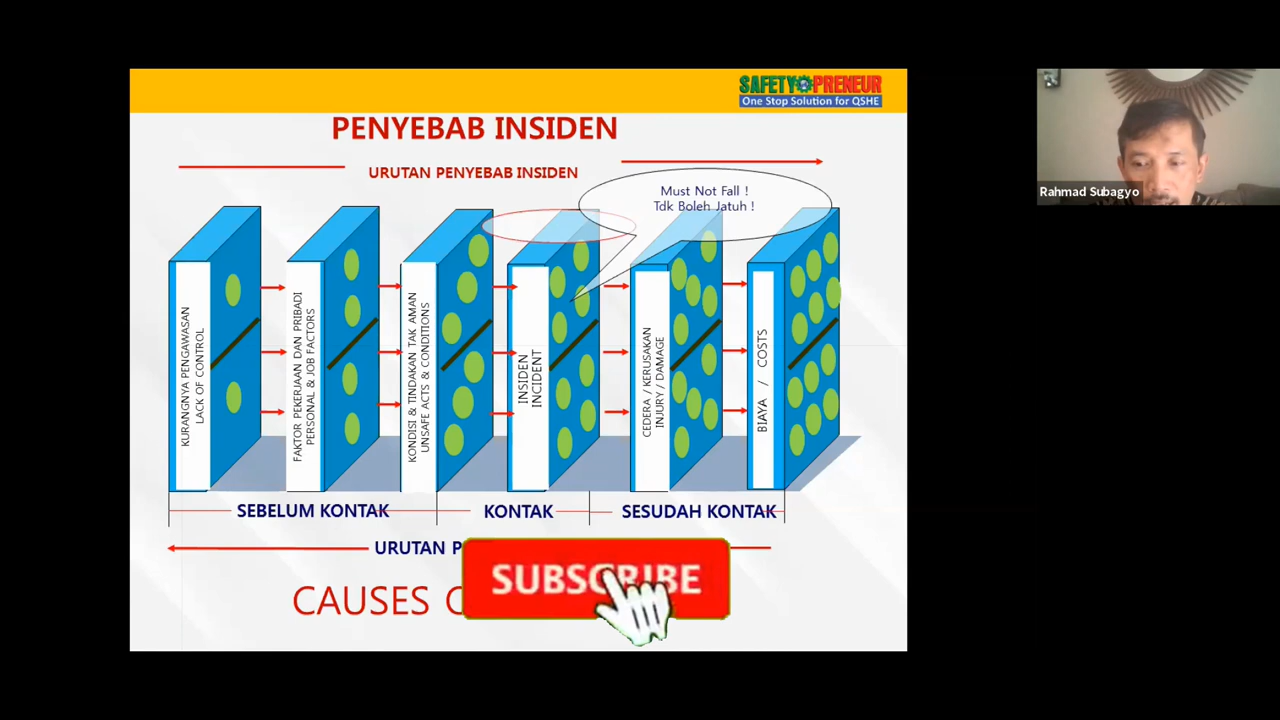 SAFETY PRENEUR
One Stop Solution for QSHE
PENYEBAB INSIDEN
URUTAN PENYEBAB INSIDEN
Must Not Fall !
Tdk Boleh Jatuh !
Rahmad Subagyo
KURANGNYA PENGAWASAN
LACK OF CONTROL
FAKTOR PEKERJAAN DAN PRIBADI
PERSONAL & JOB FACTORS
KONDISI & TINDAKAN TAK AMAN
UNSAFE ACTS & CONDITIONS
INSIDEN
INCIDENT
CEDERA / KERUSAKAN
INJURY / DAMAGE
BIAYA / COSTS
SEBELUM KONTAK
KONTAK
SESUDAH KONTAK
URUTAN
SUBSCRIBE
CAUSES